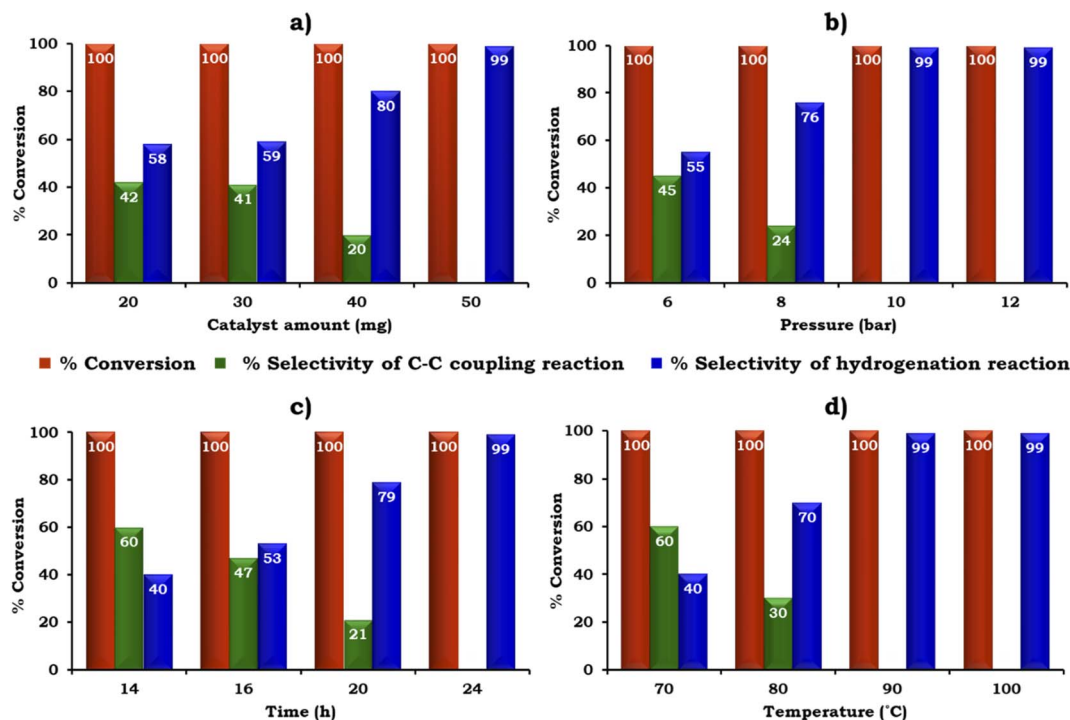 a)
% Conversion
100
80
60
40
20
0
100 42 58
100 41 59
100 20 80
100 99
20 30 40 50
Catalyst amount (mg)
b)
% Conversion
100
80
60
40
20
0
100 45 55
100 24 76
100 99
100 99
6 8 10 12
Pressure (bar)
% Conversion % Selectivity of C-C coupling reaction % Selectivity of hydrogenation reaction
c)
% Conversion
100
80
60
40
20
0
100 60 40
100 47 53
100 21 79
100 99
14 16 20 24
Time (h)
d)
% Conversion
100
80
60
40
20
0
100 60 40
100 30 70
100 99
100 99
70 80 90 100
Temperature (˚C)